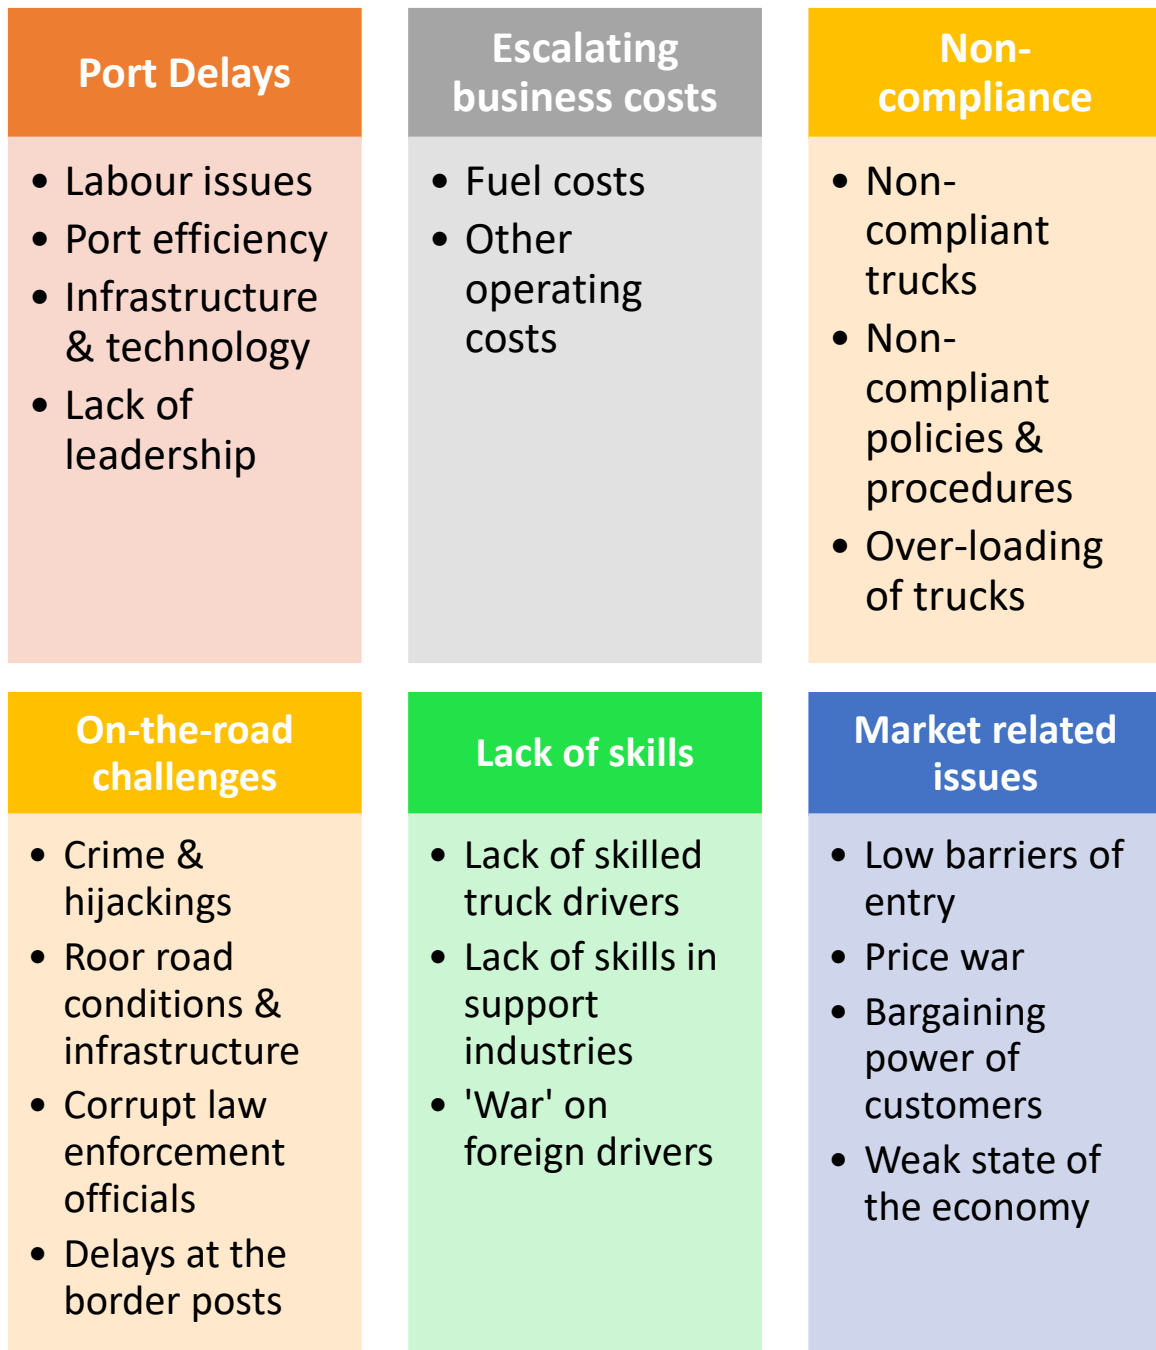 Port Delays
• Labour issues
• Port efficiency
• Infrastructure
& technology
• Lack of
leadership
Escalating
business costs
• Fuel costs
• Other
operating
costs
Non-
compliance
• Non-
compliant
trucks
• Non-
compliant
policies &
procedures
• Over-loading
of trucks
On-the-road
challenges
• Crime &
hijackings
• Roor road
conditions &
infrastructure
• Corrupt law
enforcement
officials
• Delays at the
border posts
Lack of skills
• Lack of skilled
truck drivers
• Lack of skills in
support
industries
• 'War' on
foreign drivers
Market related
issues
• Low barriers of
entry
• Price war
• Bargaining
power of
customers
• Weak state of
the economy